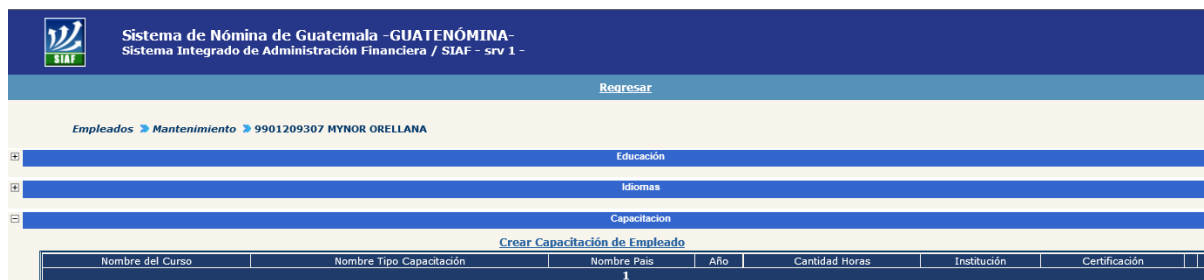 SIAF
Sistema de Nómina de Guatemala -GUATENÓMINA-
Sistema Integrado de Administración Financiera / SIAF - srv 1 -
Regresar
Empleados Mantenimiento 9901209307 MYNOR ORELLANA
Educación
Idiomas
Capacitacion
Crear Capacitación de Empleado
Nombre del Curso Nombre Tipo Capacitación Nombre Pais Año Cantidad Horas Institución Certificación
1